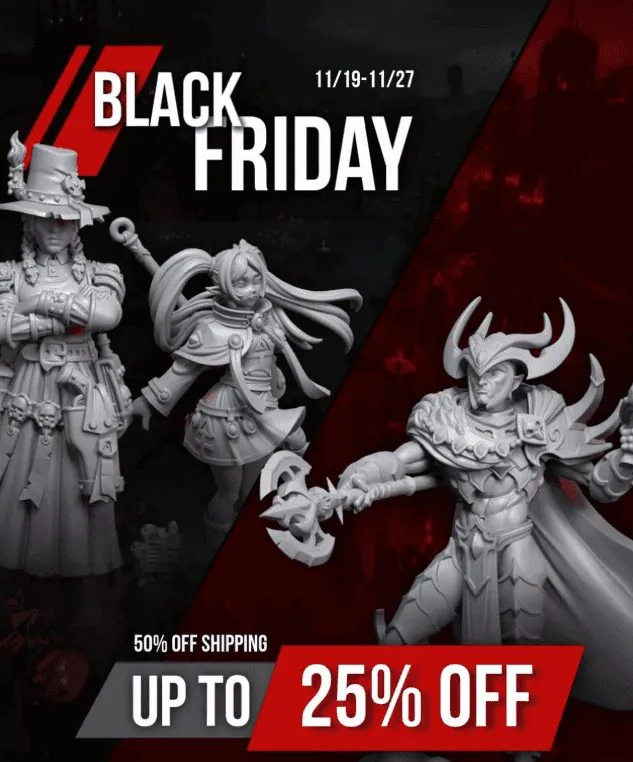 BLACK
11/19-11/27
FRIDAY
50% OFF SHIPPING
UP TO 25% OFF